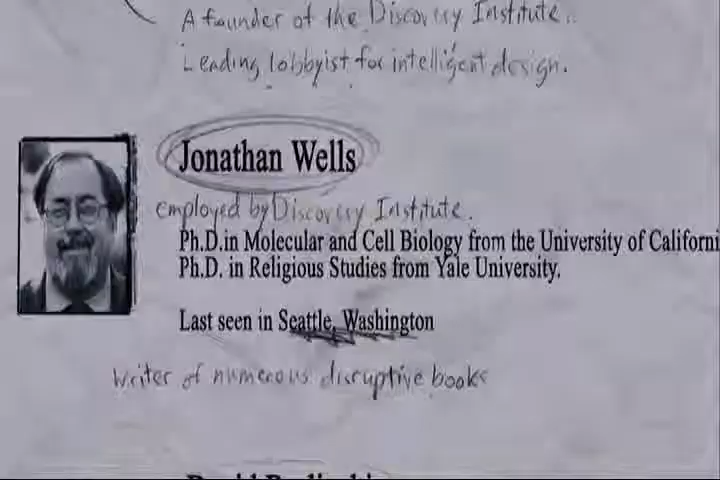 A founder of the Discovery Institute.
Leading lobbyist for intelligent design.
Jonathan Wells
employed by Discovery Institute.
Ph.D.in Molecular and Cell Biology from the University of Californi
Ph.D. in Religious Studies from Yale University.
Last seen in Seattle, Washington
Writer of numerous disruptive books